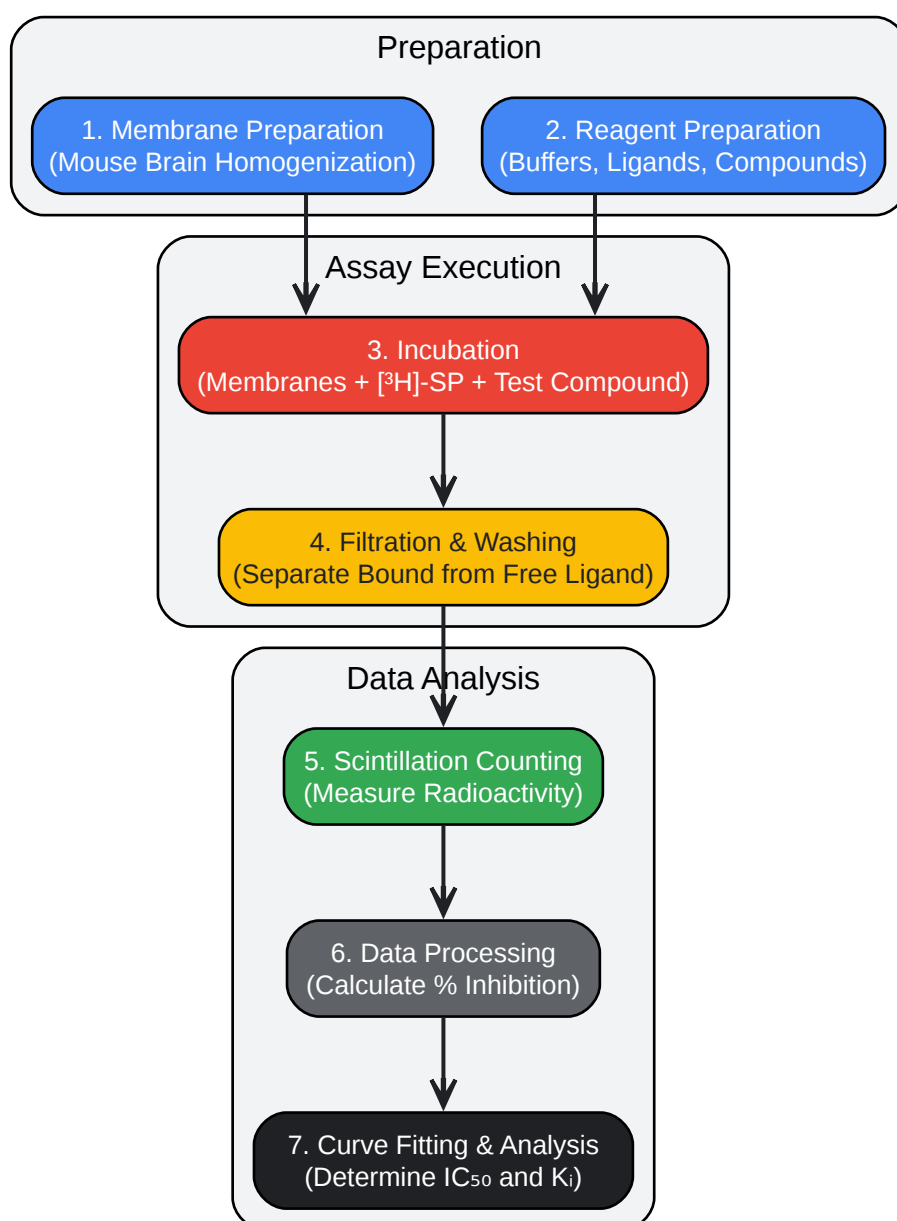 Preparation
1. Membrane Preparation
(Mouse Brain Homogenization)
2. Reagent Preparation
(Buffers, Ligands, Compounds)
Assay Execution
3. Incubation
(Membranes + [³H]-SP + Test Compound)
4. Filtration & Washing
(Separate Bound from Free Ligand)
Data Analysis
5. Scintillation Counting
(Measure Radioactivity)
6. Data Processing
(Calculate % Inhibition)
7. Curve Fitting & Analysis
(Determine IC₅₀ and Kᵢ)